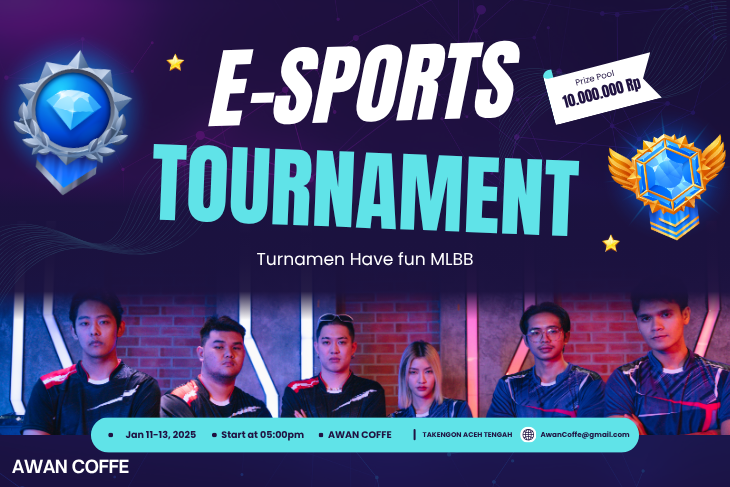 E-SPORTS
TOURNAMENT
Prize Pool
10.000.000 Rp
Turnamen Have fun MLBB
• Jan 11-13, 2025 • Start at 05:00pm • AWAN COFFE | TAKENGON ACEH TENGAH AwanCoffe@gmail.com
AWAN COFFE